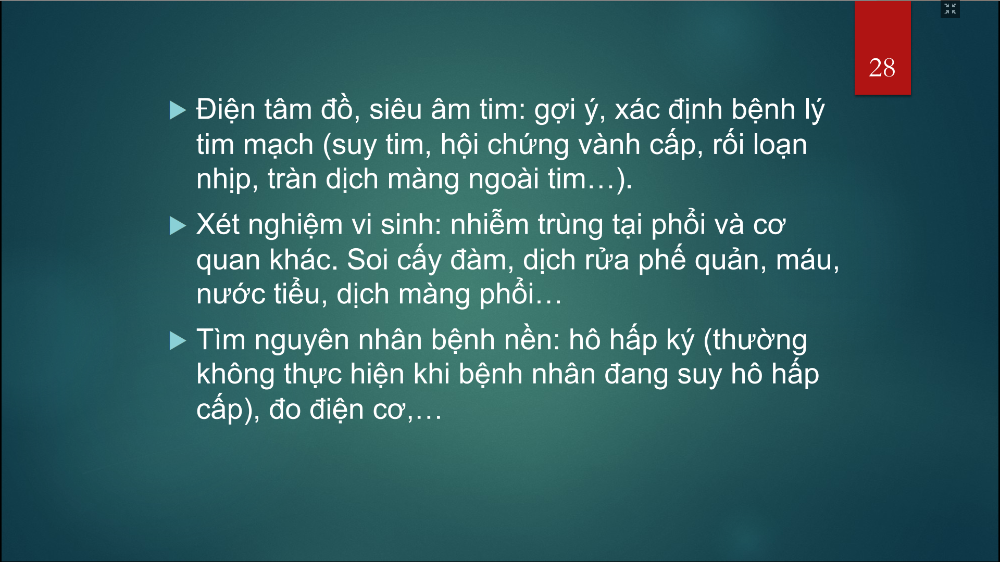 28
Điện tâm đồ, siêu âm tim: gợi ý, xác định bệnh lý
tim mạch (suy tim, hội chứng vành cấp, rối loạn
nhịp, tràn dịch màng ngoài tim…).
Xét nghiệm vi sinh: nhiễm trùng tại phổi và cơ
quan khác. Soi cấy đàm, dịch rửa phế quản, máu,
nước tiểu, dịch màng phổi…
Tìm nguyên nhân bệnh nền: hô hấp ký (thường
không thực hiện khi bệnh nhân đang suy hô hấp
cấp), đo điện cơ,…